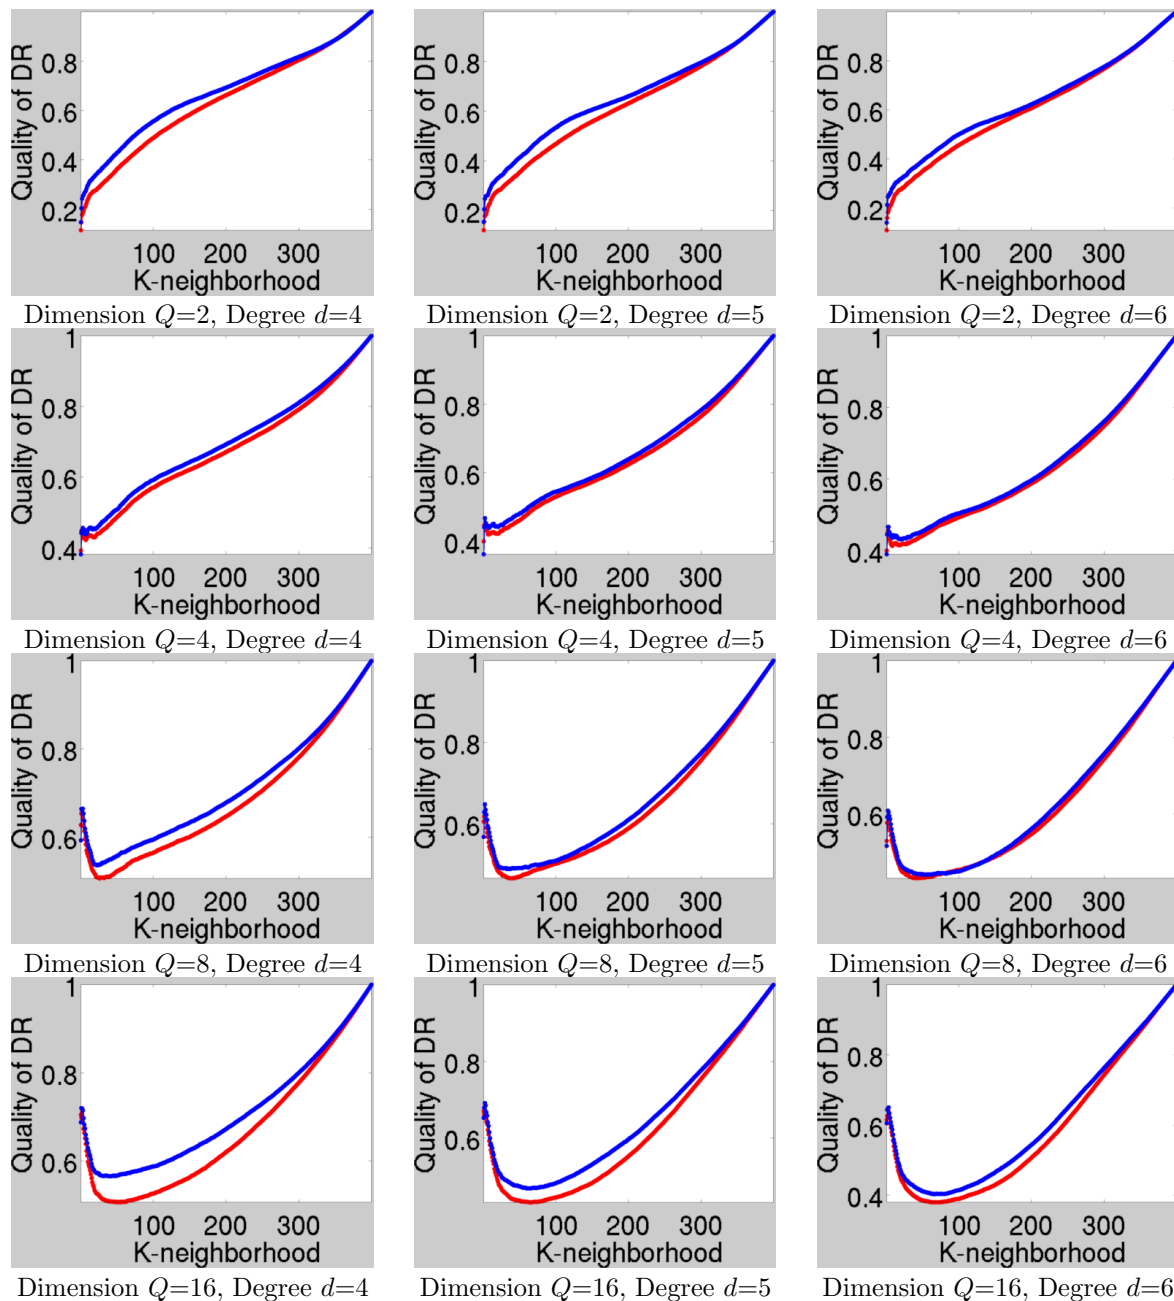 Quality of DR
0.8
0.6
0.4
0.2
100 200 300
K-neighborhood
Dimension Q=2, Degree d=4
Quality of DR
0.8
0.6
0.4
0.2
100 200 300
K-neighborhood
Dimension Q=2, Degree d=5
Quality of DR
0.8
0.6
0.4
0.2
100 200 300
K-neighborhood
Dimension Q=2, Degree d=6
Quality of DR
1
0.8
0.6
0.4
100 200 300
K-neighborhood
Dimension Q=4, Degree d=4
Quality of DR
1
0.8
0.6
0.4
100 200 300
K-neighborhood
Dimension Q=4, Degree d=5
Quality of DR
1
0.8
0.6
0.4
100 200 300
K-neighborhood
Dimension Q=4, Degree d=6
Quality of DR
1
0.8
0.6
100 200 300
K-neighborhood
Dimension Q=8, Degree d=4
Quality of DR
1
0.8
0.6
100 200 300
K-neighborhood
Dimension Q=8, Degree d=5
Quality of DR
1
0.8
0.6
100 200 300
K-neighborhood
Dimension Q=8, Degree d=6
Quality of DR
1
0.8
0.6
100 200 300
K-neighborhood
Dimension Q=16, Degree d=4
Quality of DR
1
0.8
0.6
100 200 300
K-neighborhood
Dimension Q=16, Degree d=5
Quality of DR
1
0.8
0.6
0.4
100 200 300
K-neighborhood
Dimension Q=16, Degree d=6